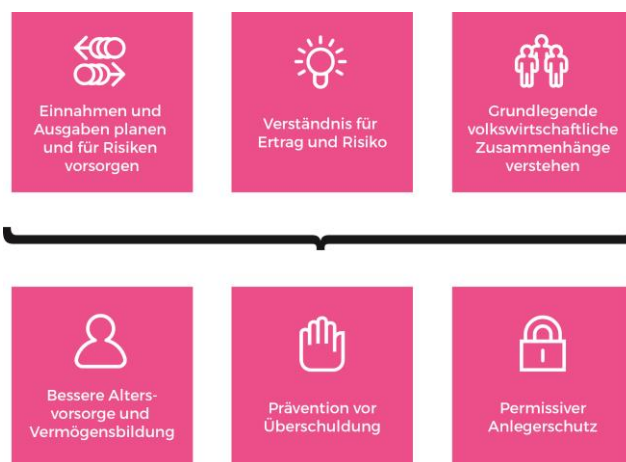 Einnahmen und
Ausgaben planen
und für Risiken
vorsorgen
Verständnis für
Ertrag und Risiko
Grundlegende
volkswirtschaftliche
Zusammenhänge
verstehen
Bessere Alters-
vorsorge und
Vermögensbildung
Prävention vor
Überschuldung
Permissiver
Anlegerschutz